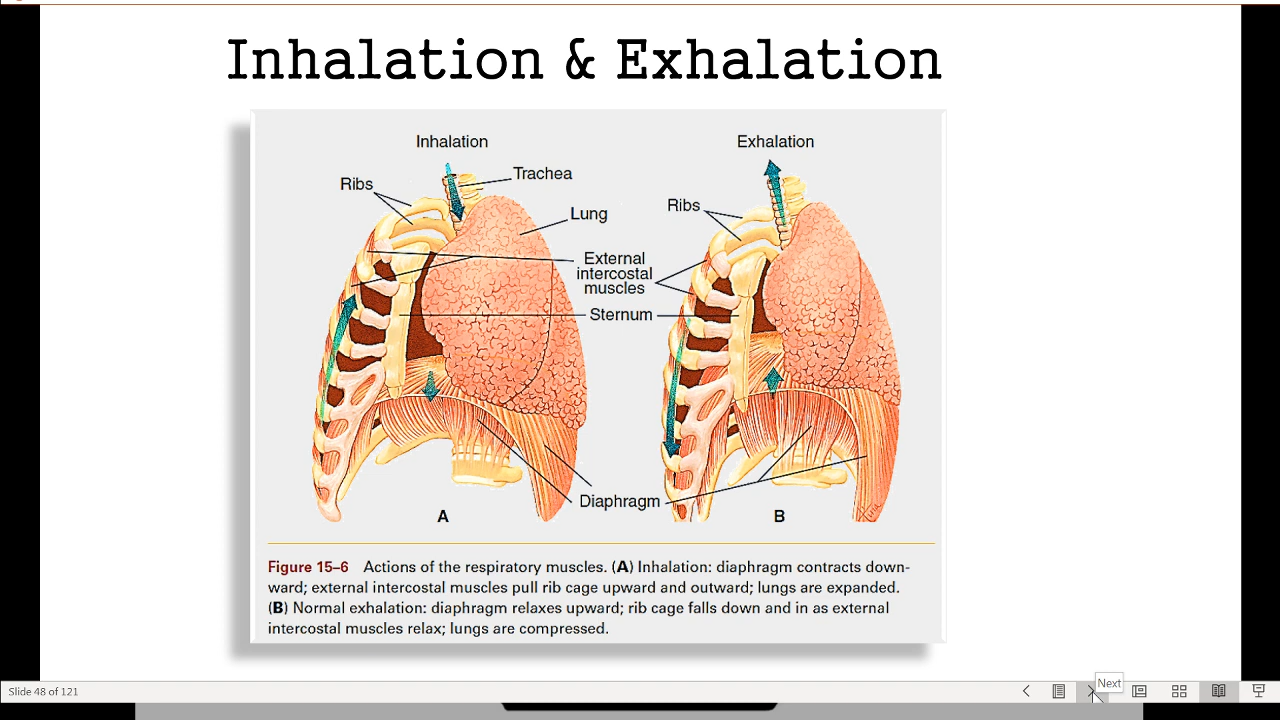 Inhalation & Exhalation
Inhalation
Exhalation
Trachea
Ribs
Lung
Ribs
External
intercostal
muscles
Sternum
Diaphragm
A
B
Figure 15–6 Actions of the respiratory muscles. (A) Inhalation: diaphragm contracts down-
ward; external intercostal muscles pull rib cage upward and outward; lungs are expanded.
(B) Normal exhalation: diaphragm relaxes upward; rib cage falls down and in as external
intercostal muscles relax; lungs are compressed.
Slide 48 of 121
Next